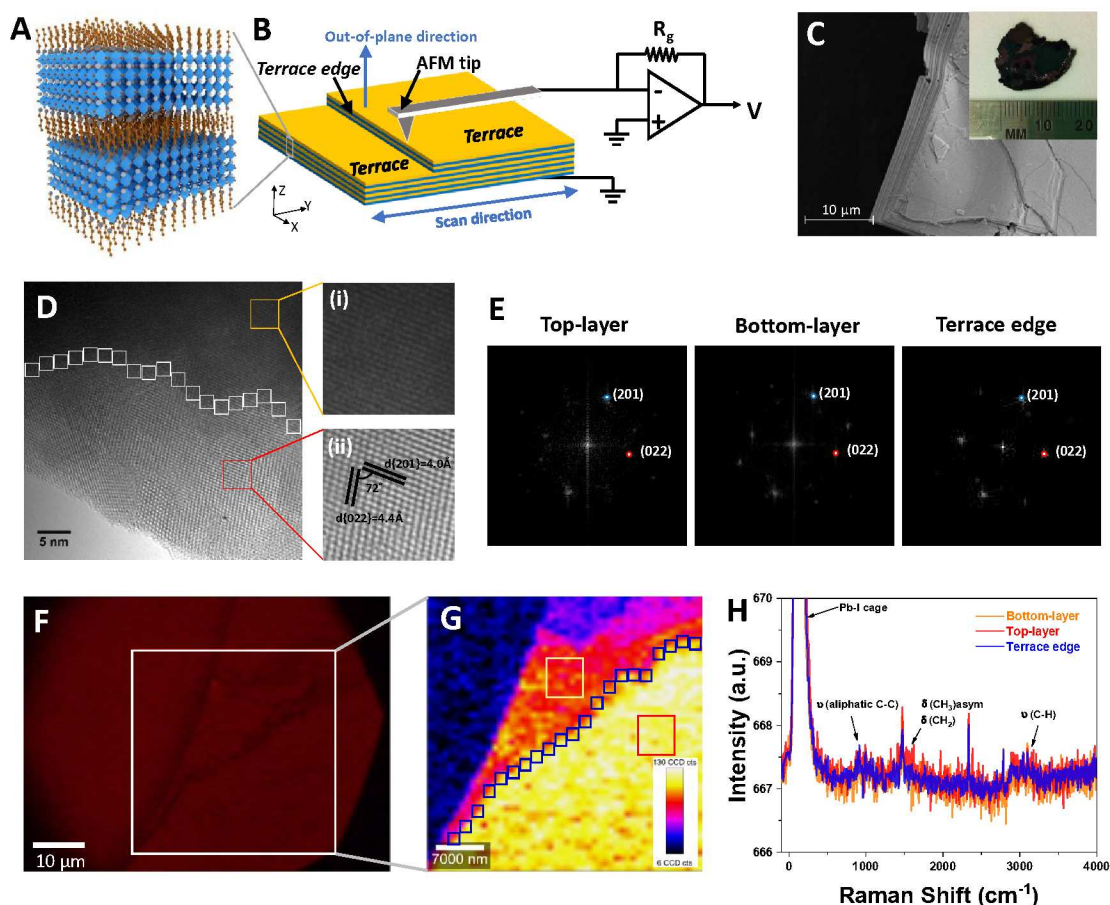 A
B
Out-of-plane direction
Terrace edge
AFM tip
Terrace
Terrace
Scan direction
Z
Y
X
Rg
-
+
V
C
MM 10 20
10 μm
D
(i)
(ii)
d{201}=4.0Å
72°
d{022}=4.4Å
5 nm
E
Top-layer
Bottom-layer
Terrace edge
(201)
(022)
(201)
(022)
(201)
(022)
F
10 μm
G
130 CCD cts
6 CCD cts
7000 nm
H
Pb-I cage
Bottom-layer
Top-layer
Terrace edge
υ (aliphatic C-C)
δ (CH₃)asym
δ (CH₂)
υ (C-H)
670
669
668
667
666
Intensity (a.u.)
0 1000 2000 3000 4000
Raman Shift (cm⁻¹)